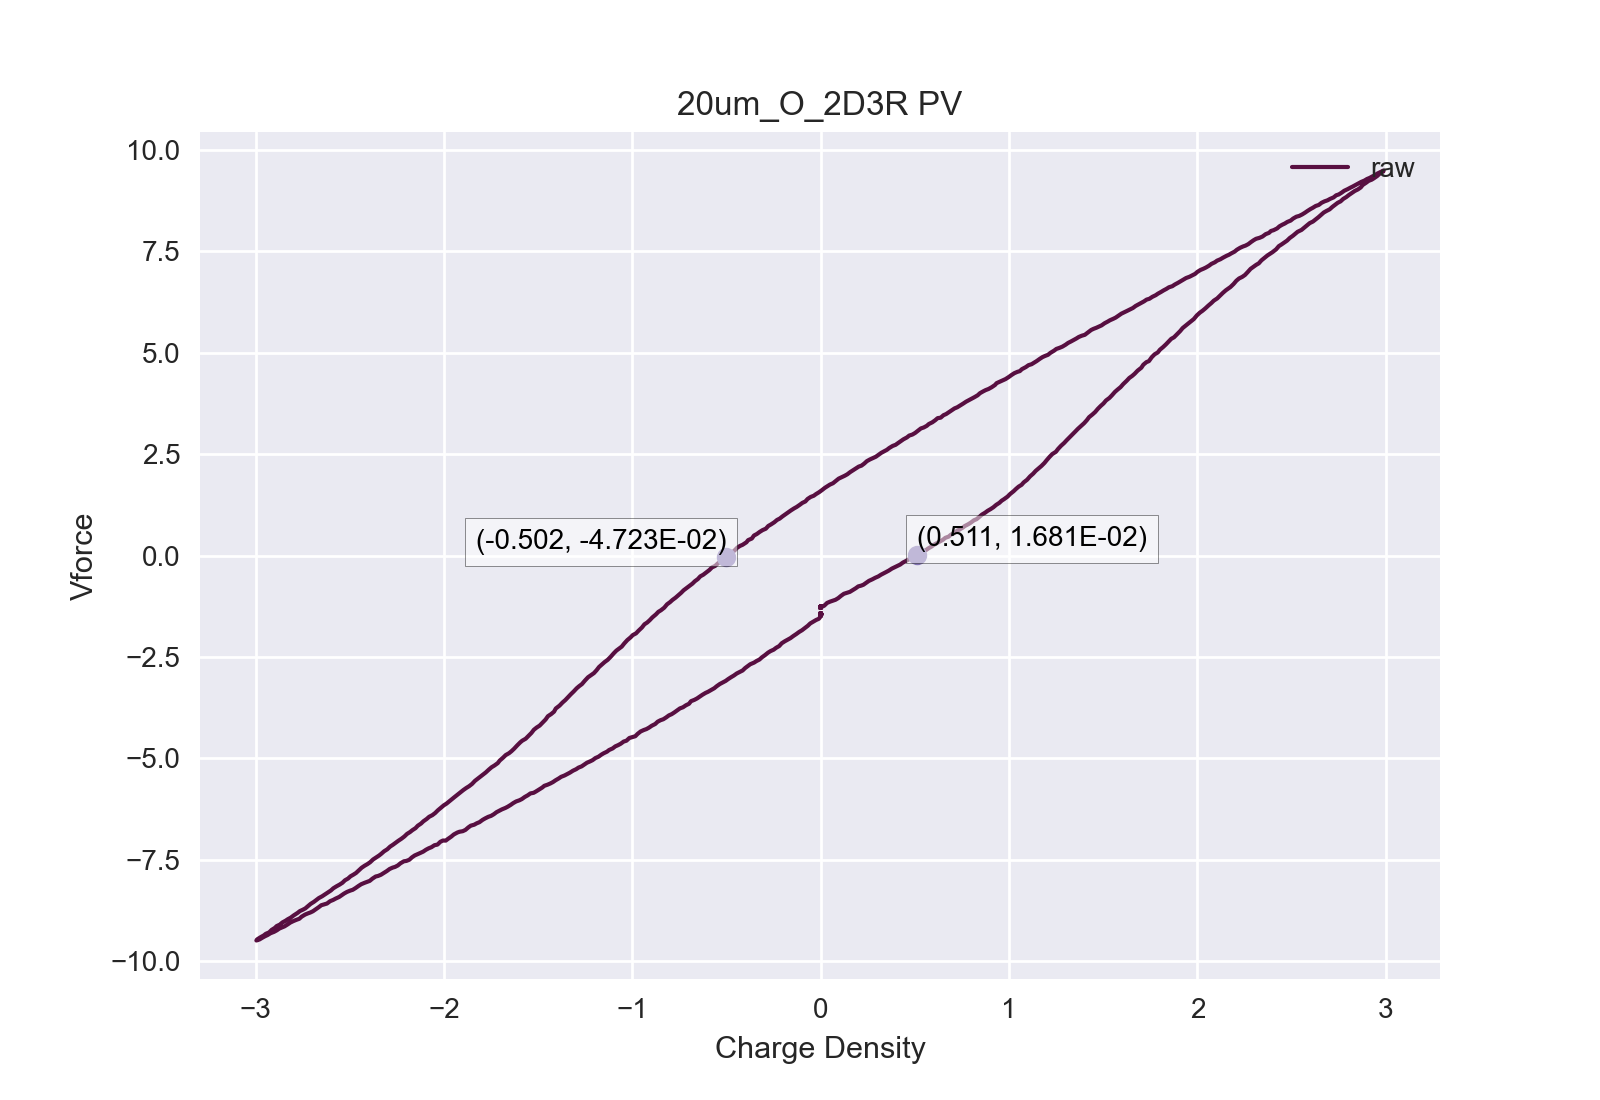 20um_O_2D3R PV
10.0
7.5
5.0
2.5
0.0
−2.5
−5.0
−7.5
−10.0
Vforce
raw
(-0.502, -4.723E-02)
(0.511, 1.681E-02)
−3
−2
−1
0
1
2
3
Charge Density